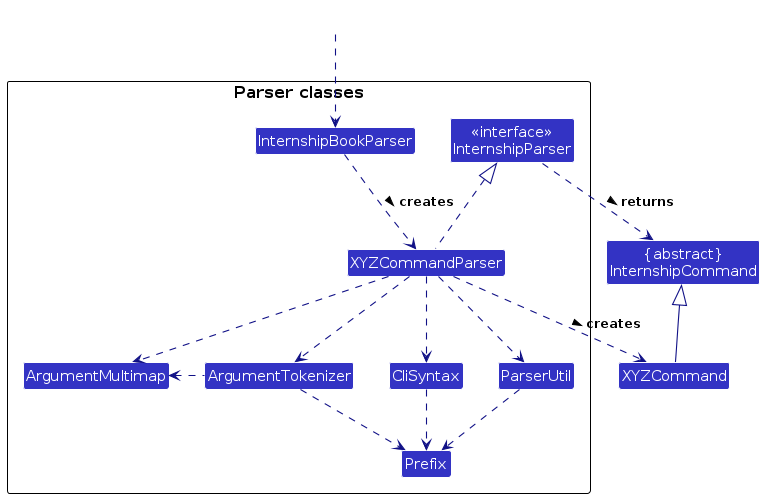 Parser classes
InternshipBookParser
«interface»
InternshipParser
creates
returns
{abstract}
InternshipCommand
XYZCommandParser
creates
ArgumentMultimap
ArgumentTokenizer
CliSyntax
ParserUtil
XYZCommand
Prefix